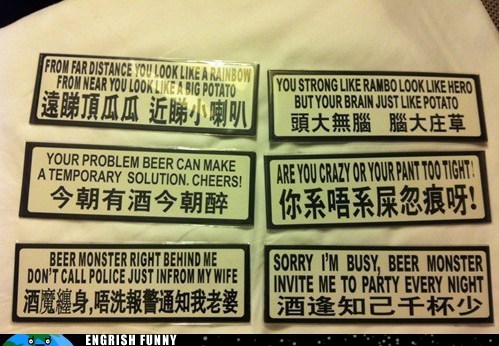 FROM FAR DISTANCE YOU LOOK LIKE A RAINBOW
FROM NEAR YOU LOOK LIKE A BIG POTATO
遠睇頂瓜瓜 近睇小喇叭
YOU STRONG LIKE RAMBO LOOK LIKE HERO
BUT YOUR BRAIN JUST LIKE POTATO
頭大無腦 腦大庄草
YOUR PROBLEM BEER CAN MAKE
A TEMPORARY SOLUTION. CHEERS!
今朝有酒今朝醉
ARE YOU CRAZY OR YOUR PANT TOO TIGHT!
你系唔系屎忽痕呀!
BEER MONSTER RIGHT BEHIND ME
DON'T CALL POLICE JUST INFROM MY WIFE
酒魔纏身,唔洗報警通知我老婆
SORRY I'M BUSY, BEER MONSTER
INVITE ME TO PARTY EVERY NIGHT
酒逢知己千杯少
ENGRISH FUNNY